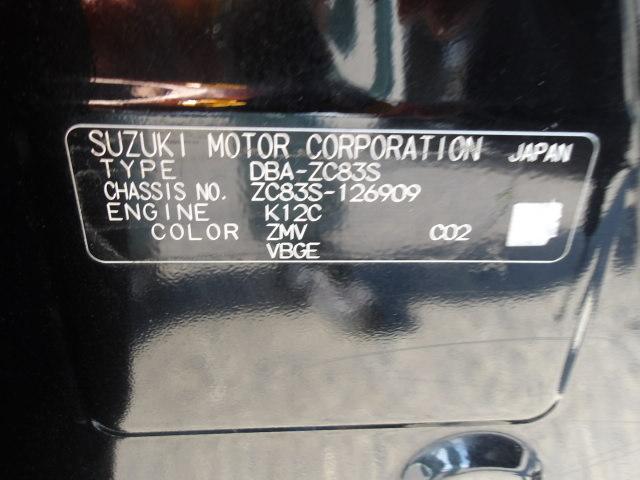 SUZUKI MOTOR CORPORATION JAPAN
TYPE DBA-ZC83S
CHASSIS NO. ZC83S-126909
ENGINE K12C
COLOR ZMV C02
VBGE